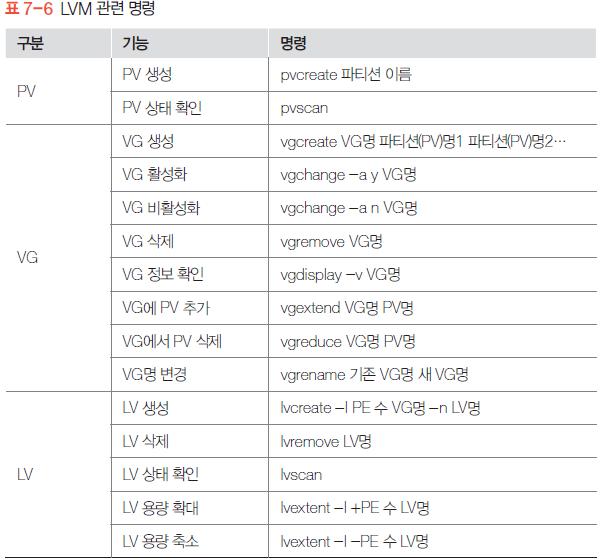 표 7-6 LVM 관련 명령
구분 기능 명령
PV
PV 생성 pvcreate 파티션 이름
PV 상태 확인 pvscan
VG
VG 생성 vgcreate VG명 파티션(PV)명1 파티션(PV)명2…
VG 활성화 vgchange -a y VG명
VG 비활성화 vgchange -a n VG명
VG 삭제 vgremove VG명
VG 정보 확인 vgdisplay -v VG명
VG에 PV 추가 vgextend VG명 PV명
VG에서 PV 삭제 vgreduce VG명 PV명
VG명 변경 vgrename 기존 VG명 새 VG명
LV
LV 생성 lvcreate -l PE 수 VG명 -n LV명
LV 삭제 lvremove LV명
LV 상태 확인 lvscan
LV 용량 확대 lvextent -l +PE 수 LV명
LV 용량 축소 lvextent -l -PE 수 LV명